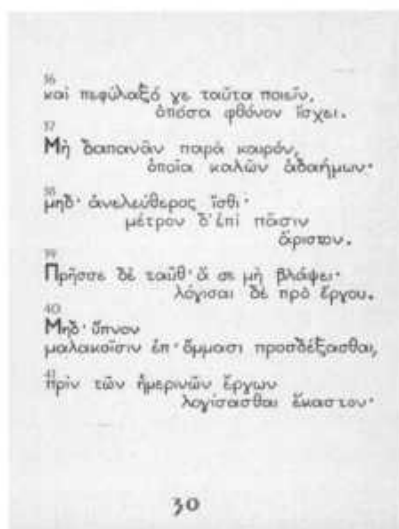 36
καὶ πεφύλαξό γε ταῦτα ποιεῖν,
ὁπόσα φθόνον ἴσχει.
37
Μὴ δαπανᾶν παρὰ καιρόν,
ὁποῖα καλῶν ἀδαήμων·
38
μηδ' ἀνελεύθερος ἴσθι·
μέτρον δ' ἐπὶ πᾶσιν
ἄριστον.
39
Πρῆσσε δὲ ταῦθ' ἅ σε μὴ βλάψει·
λόγισαι δὲ πρὸ ἔργου.
40
Μηδ' ὕπνον
μαλακοῖσιν ἐπ' ὄμμασι προσδέξασθαι,
41
πρὶν τῶν ἡμερινῶν ἔργων
λογίσασθαι ἕκαστον·
30